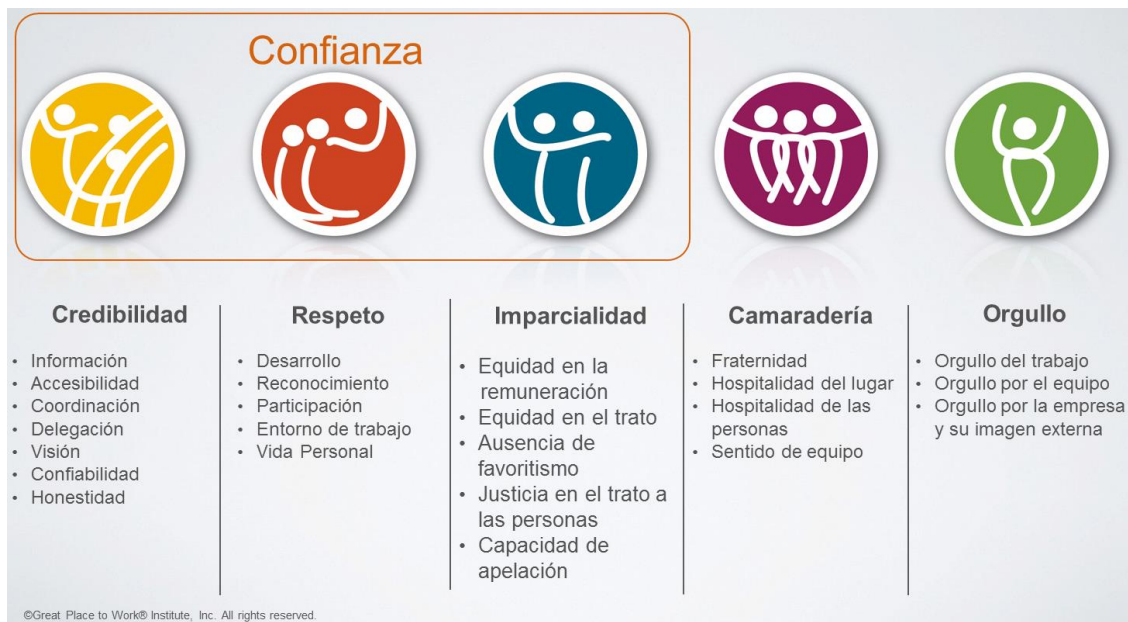 Confianza
Credibilidad
• Información
• Accesibilidad
• Coordinación
• Delegación
• Visión
• Confiabilidad
• Honestidad
Respeto
• Desarrollo
• Reconocimiento
• Participación
• Entorno de trabajo
• Vida Personal
Imparcialidad
• Equidad en la
remuneración
• Equidad en el trato
• Ausencia de
favoritismo
• Justicia en el trato a
las personas
• Capacidad de
apelación
Camaradería
• Fraternidad
• Hospitalidad del lugar
• Hospitalidad de las
personas
• Sentido de equipo
Orgullo
• Orgullo del trabajo
• Orgullo por el equipo
• Orgullo por la empresa
y su imagen externa
©Great Place to Work® Institute, Inc. All rights reserved.